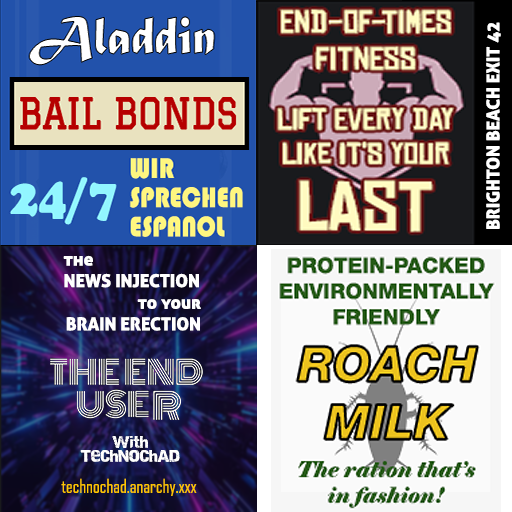 Aladdin
BAIL BONDS
24/7
WIR
SPRECHEN
ESPANOL
END-OF-TIMES
FITNESS
LIFT EVERY DAY
LIKE IT'S YOUR
LAST
BRIGHTON BEACH EXIT 42
THE
NEWS INJECTION
TO YOUR
BRAIN ERECTION
THE END
USER
With
TECHNOCHAD
technochad.anarchy.xxx
PROTEIN-PACKED
ENVIRONMENTALLY
FRIENDLY
ROACH
MILK
The ration that's
in fashion!